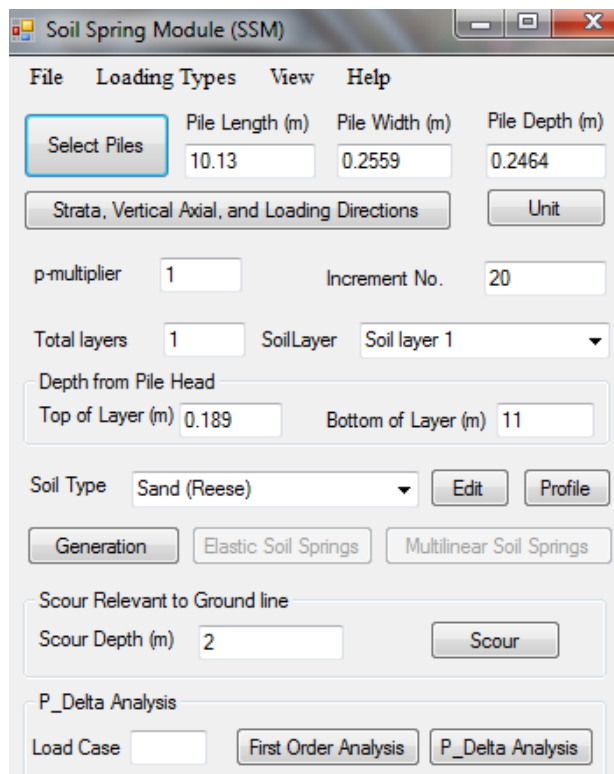 Soil Spring Module (SSM)
File Loading Types View Help
Select Piles
Pile Length (m) Pile Width (m) Pile Depth (m)
10.13 0.2559 0.2464
Strata, Vertical Axial, and Loading Directions Unit
p-multiplier 1 Increment No. 20
Total layers 1 SoilLayer Soil layer 1
Depth from Pile Head
Top of Layer (m) 0.189 Bottom of Layer (m) 11
Soil Type Sand (Reese) Edit Profile
Generation Elastic Soil Springs Multilinear Soil Springs
Scour Relevant to Ground line
Scour Depth (m) 2 Scour
P_Delta Analysis
Load Case First Order Analysis P_Delta Analysis